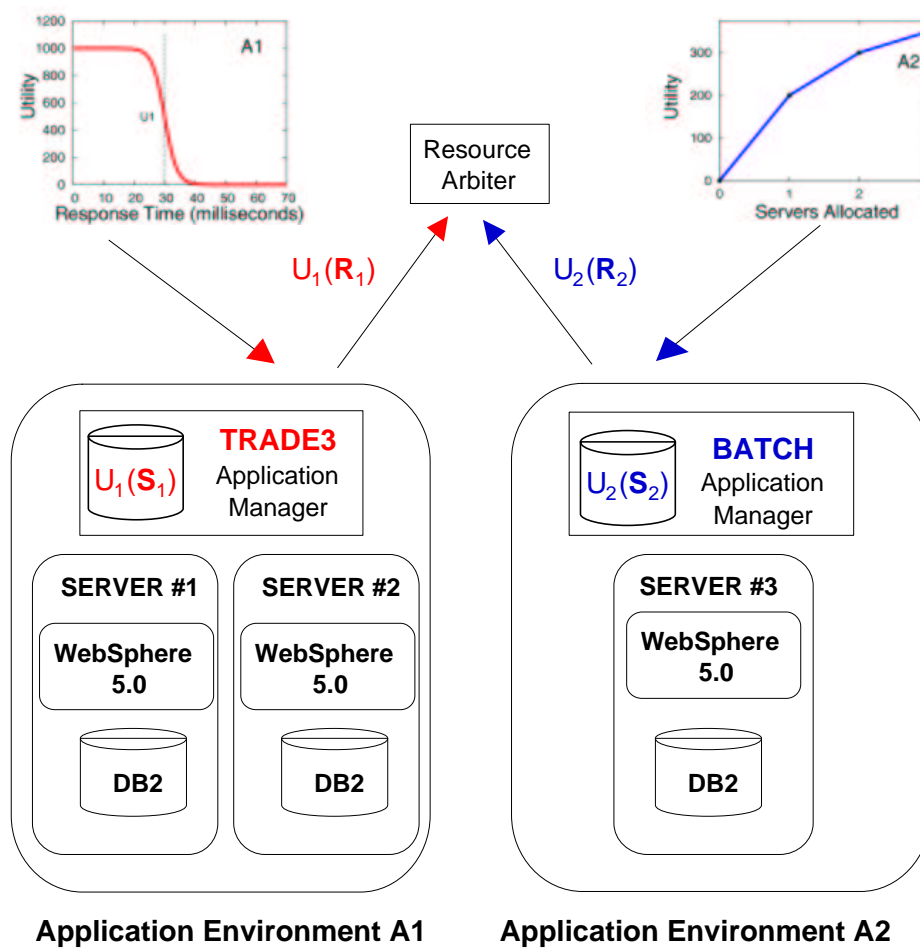 1200
1000
800
600
400
200
0
Utility
A1
U1
0 10 20 30 40 50 60 70
Response Time (milliseconds)
Resource
Arbiter
300
200
100
0
Utility
A2
0 1 2
Servers Allocated
U1(R1)
U2(R2)
U1(S1)
TRADE3
Application
Manager
SERVER #1
WebSphere
5.0
DB2
SERVER #2
WebSphere
5.0
DB2
Application Environment A1
U2(S2)
BATCH
Application
Manager
SERVER #3
WebSphere
5.0
DB2
Application Environment A2